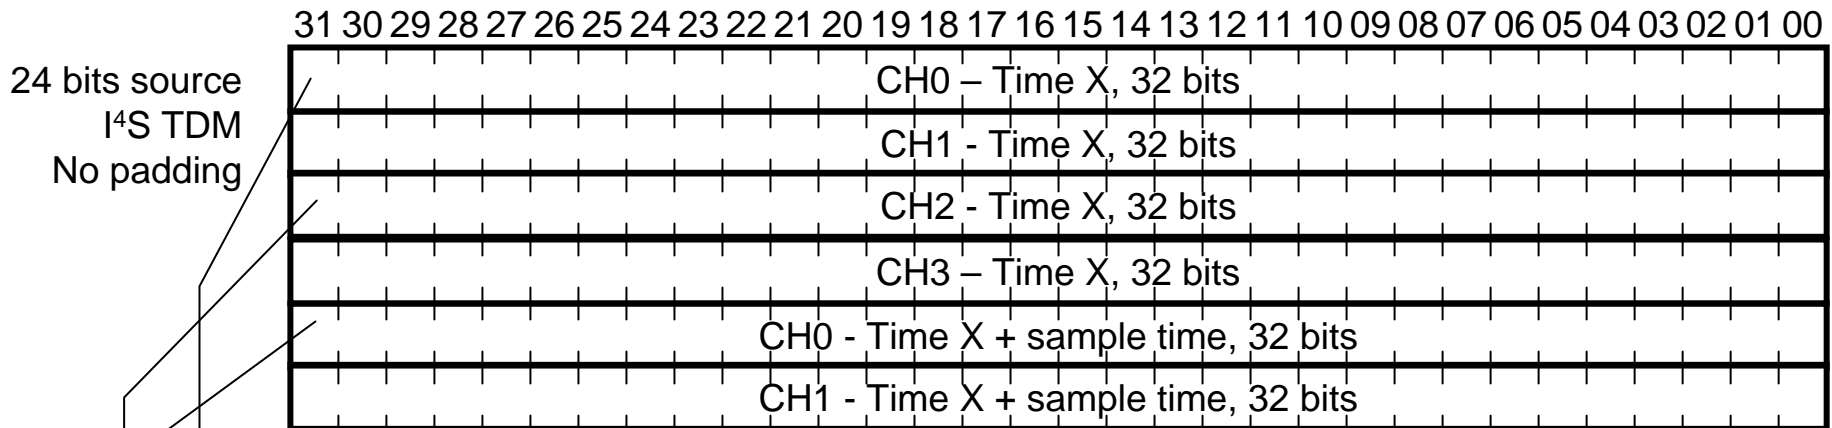 31 30 29 28 27 26 25 24 23 22 21 20 19 18 17 16 15 14 13 12 11 10 09 08 07 06 05 04 03 02 01 00
24 bits source
I⁴S TDM
No padding
CH0 – Time X, 32 bits
CH1 - Time X, 32 bits
CH2 - Time X, 32 bits
CH3 – Time X, 32 bits
CH0 - Time X + sample time, 32 bits
CH1 - Time X + sample time, 32 bits